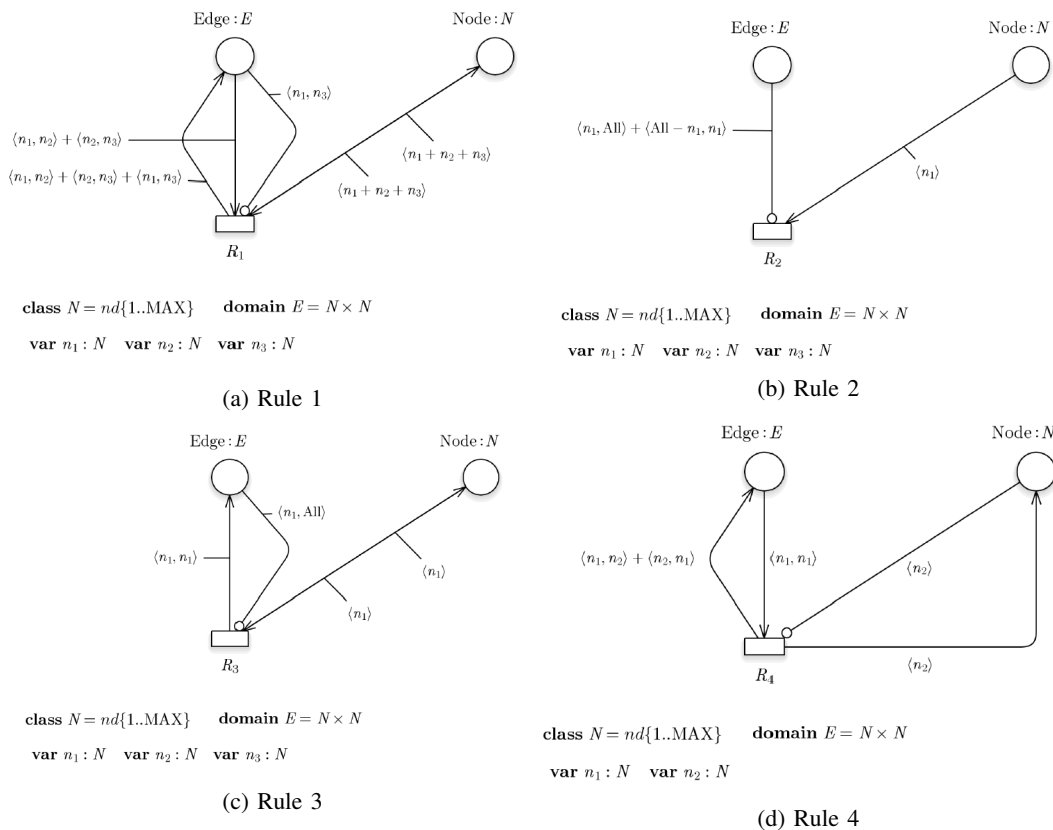 Edge : E
Node : N
⟨n₁, n₃⟩
⟨n₁, n₂⟩ + ⟨n₂, n₃⟩
⟨n₁ + n₂ + n₃⟩
⟨n₁, n₂⟩ + ⟨n₂, n₃⟩ + ⟨n₁, n₃⟩
⟨n₁ + n₂ + n₃⟩
R₁
class N = nd{1..MAX} domain E = N × N
var n₁ : N var n₂ : N var n₃ : N
(a) Rule 1
Edge : E
Node : N
⟨n₁, All⟩ + ⟨All − n₁, n₁⟩
⟨n₁⟩
R₂
class N = nd{1..MAX} domain E = N × N
var n₁ : N var n₂ : N var n₃ : N
(b) Rule 2
Edge : E
Node : N
⟨n₁, All⟩
⟨n₁, n₁⟩
⟨n₁⟩
⟨n₁⟩
R₃
class N = nd{1..MAX} domain E = N × N
var n₁ : N var n₂ : N var n₃ : N
(c) Rule 3
Edge : E
Node : N
⟨n₁, n₂⟩ + ⟨n₂, n₁⟩
⟨n₁, n₁⟩
⟨n₂⟩
⟨n₂⟩
R₄
class N = nd{1..MAX} domain E = N × N
var n₁ : N var n₂ : N
(d) Rule 4